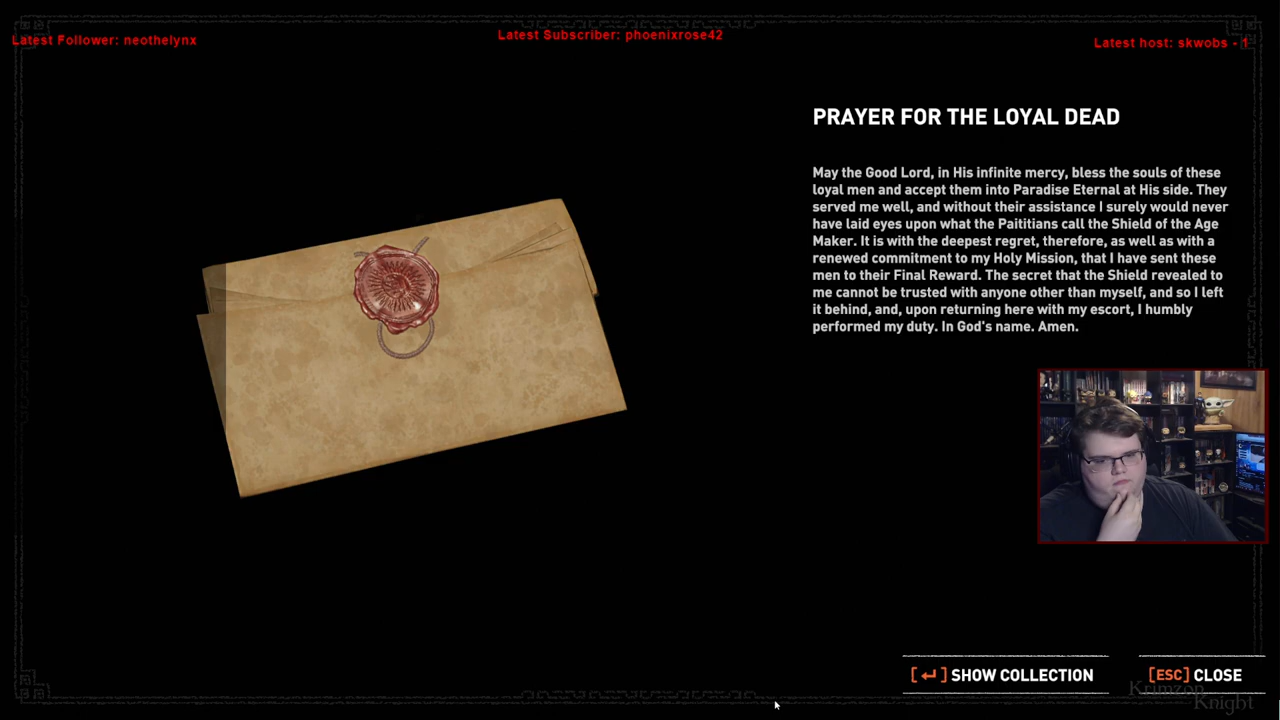 Latest Follower: neothelynx
Latest Subscriber: phoenixrose42
Latest host: skwobs - 1
PRAYER FOR THE LOYAL DEAD
May the Good Lord, in His infinite mercy, bless the souls of these
loyal men and accept them into Paradise Eternal at His side. They
served me well, and without their assistance I surely would never
have laid eyes upon what the Paititians call the Shield of the Age
Maker. It is with the deepest regret, therefore, as well as with a
renewed commitment to my Holy Mission, that I have sent these
men to their Final Reward. The secret that the Shield revealed to
me cannot be trusted with anyone other than myself, and so I left
it behind, and, upon returning here with my escort, I humbly
performed my duty. In God's name. Amen.
[↵] SHOW COLLECTION
[ESC] CLOSE
Krimzon
Knight